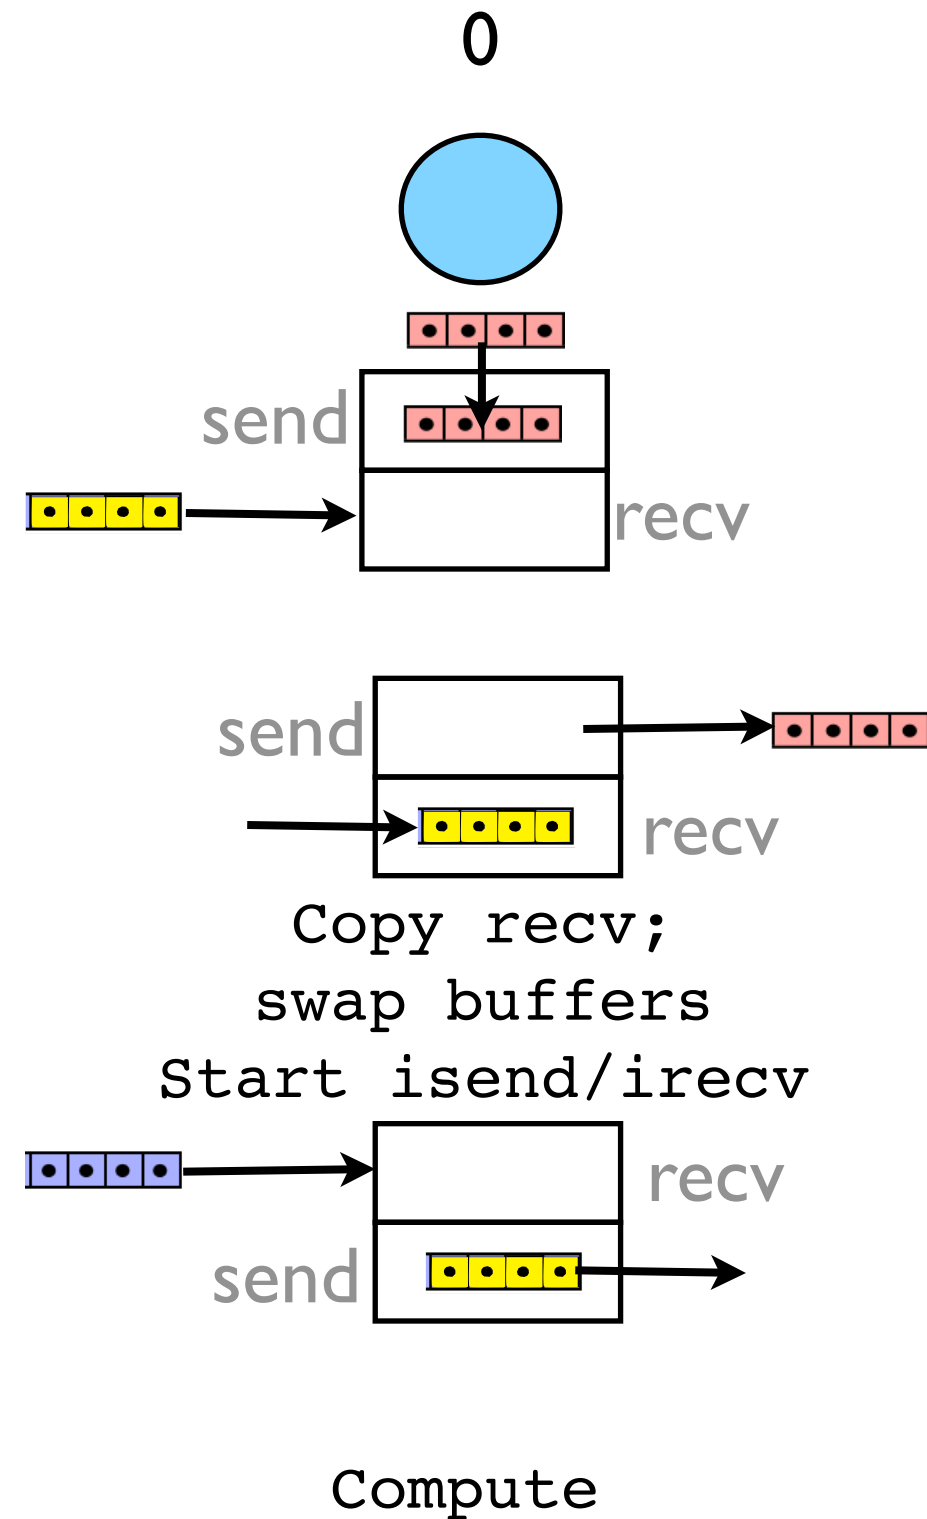 0
send
recv
send
recv
Copy recv;
swap buffers
Start isend/irecv
recv
send
Compute